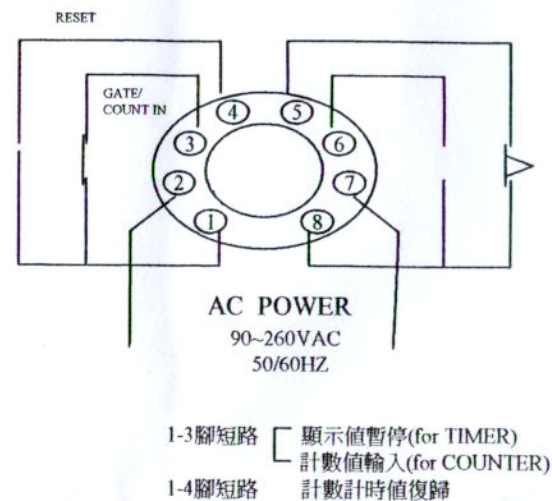 RESET
GATE/
COUNT IN
4 5
3 6
2 7
1 8
AC POWER
90~260VAC
50/60HZ
1-3腳短路 顯示值暫停(for TIMER)
計數值輸入(for COUNTER)
1-4腳短路 計數計時值復歸